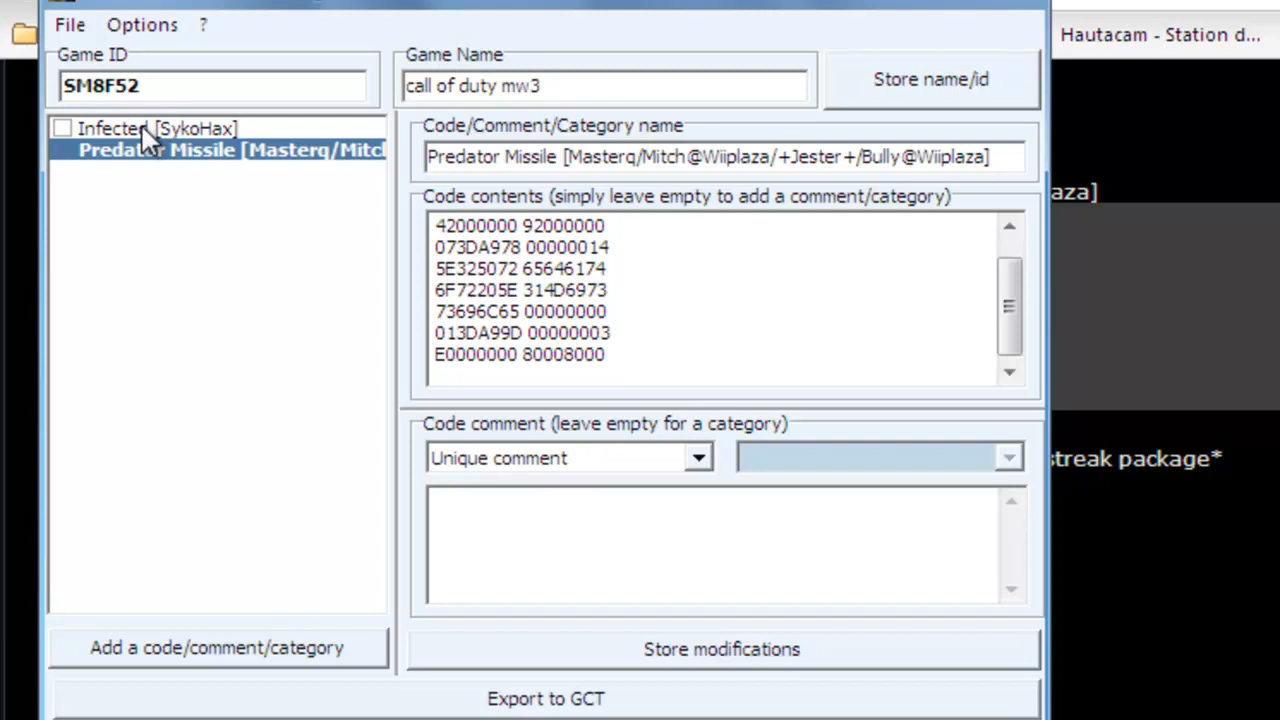 File Options ?
Hautacam - Station d...
Game ID
Game Name
SM8F52
call of duty mw3
Store name/id
Infected [SykoHax]
Predator Missile [Masterq/Mitch
Code/Comment/Category name
Predator Missile [Masterq/Mitch@Wiiplaza/+Jester+/Bully@Wiiplaza]
aza]
Code contents (simply leave empty to add a comment/category)
42000000 92000000
073DA978 00000014
5E325072 65646174
6F72205E 314D6973
73696C65 00000000
013DA99D 00000003
E0000000 80008000
Code comment (leave empty for a category)
Unique comment
streak package*
Add a code/comment/category
Store modifications
Export to GCT